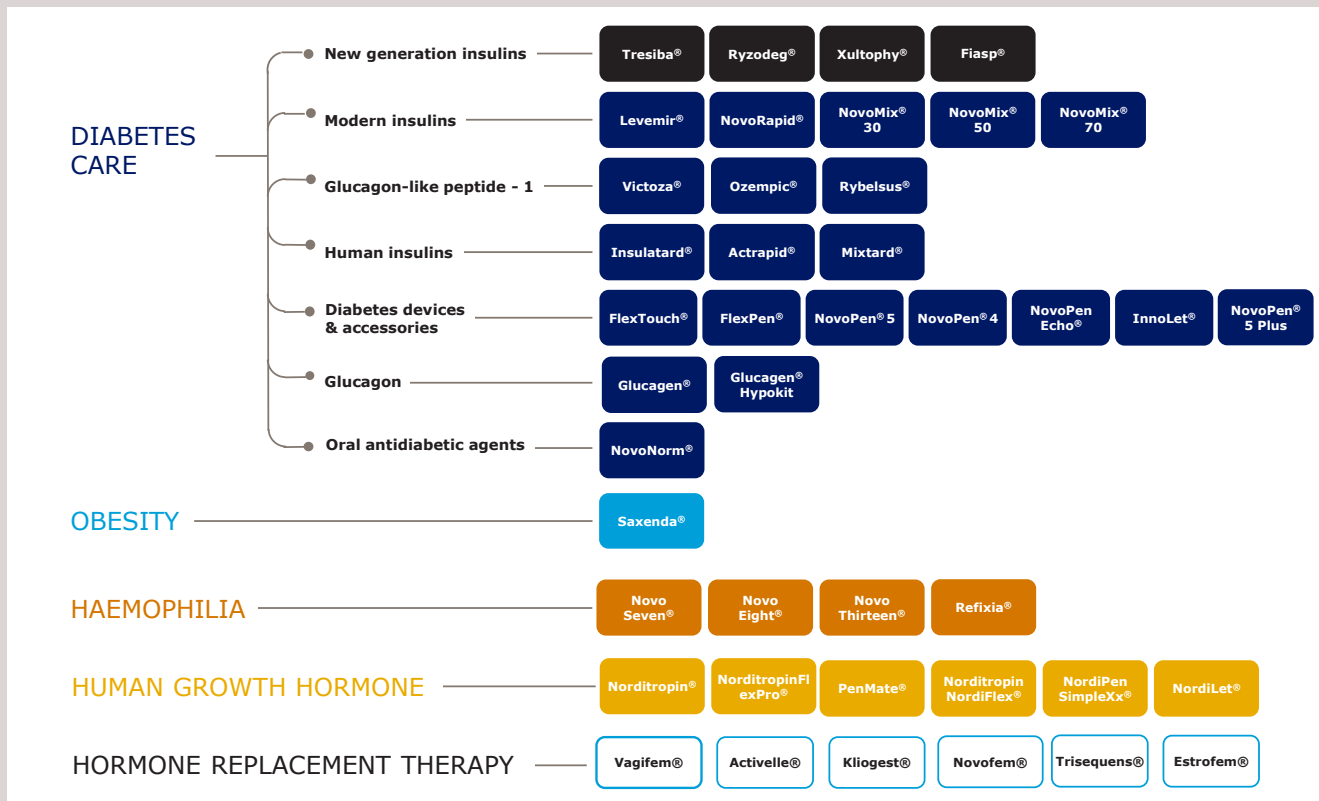 New generation insulins
Tresiba®
Ryzodeg®
Xultophy®
Fiasp®
DIABETES
CARE
Modern insulins
Levemir®
NovoRapid®
NovoMix®
30
NovoMix®
50
NovoMix®
70
Glucagon-like peptide - 1
Victoza®
Ozempic®
Rybelsus®
Human insulins
Insulatard®
Actrapid®
Mixtard®
Diabetes devices
& accessories
FlexTouch®
FlexPen®
NovoPen® 5
NovoPen® 4
NovoPen
Echo®
InnoLet®
NovoPen®
5 Plus
Glucagon
Glucagen®
Glucagen®
Hypokit
Oral antidiabetic agents
NovoNorm®
OBESITY
Saxenda®
HAEMOPHILIA
Novo
Seven®
Novo
Eight®
Novo
Thirteen®
Refixia®
HUMAN GROWTH HORMONE
Norditropin®
NorditropinFl
exPro®
PenMate®
Norditropin
NordiFlex®
NordiPen
SimpleXx®
NordiLet®
HORMONE REPLACEMENT THERAPY
Vagifem®
Activelle®
Kliogest®
Novofem®
Trisequens®
Estrofem®